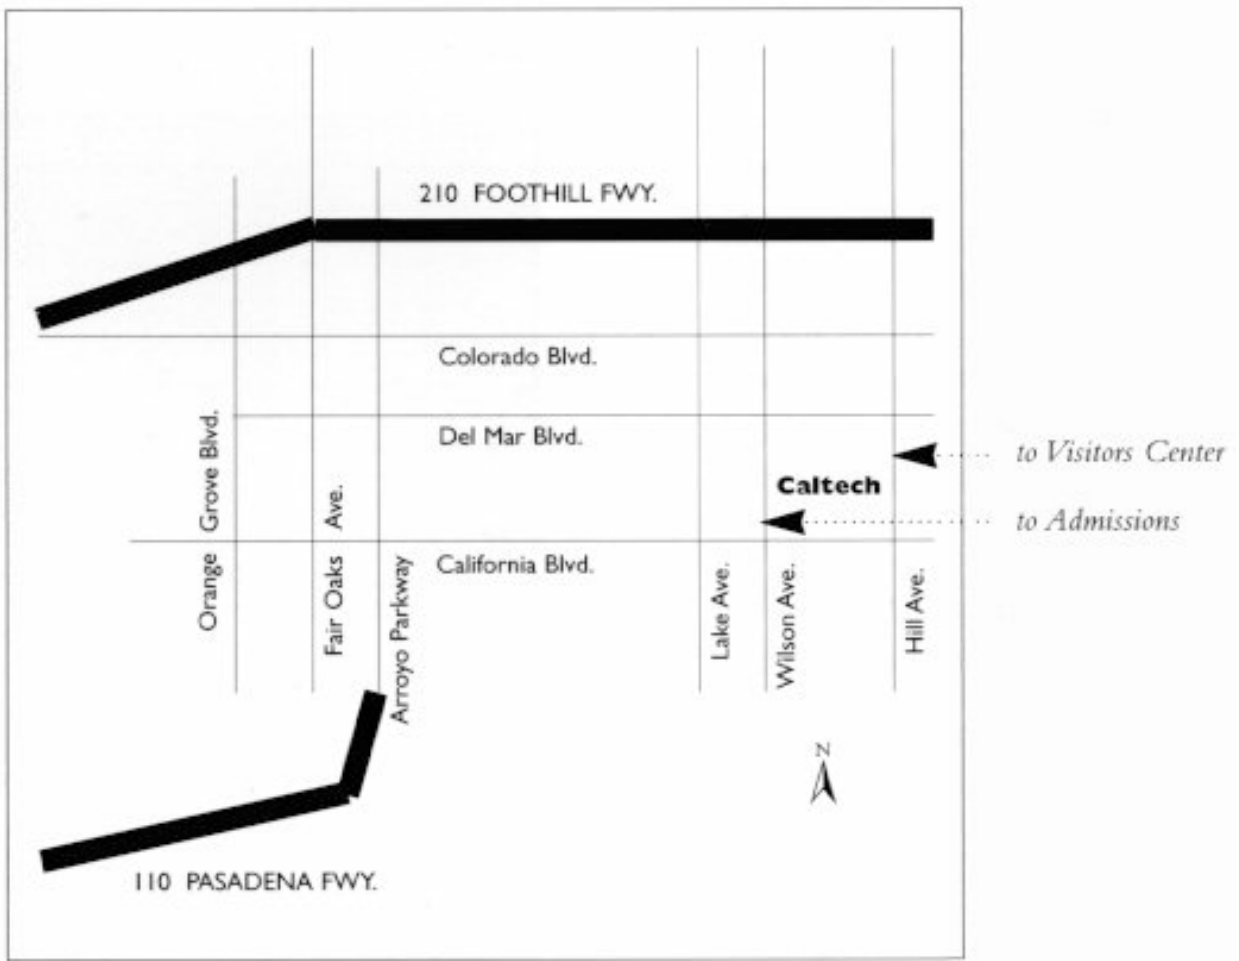 210 FOOTHILL FWY.
Colorado Blvd.
Del Mar Blvd.
to Visitors Center
Caltech
to Admissions
California Blvd.
Orange Grove Blvd.
Fair Oaks Ave.
Arroyo Parkway
Lake Ave.
Wilson Ave.
Hill Ave.
N
110 PASADENA FWY.